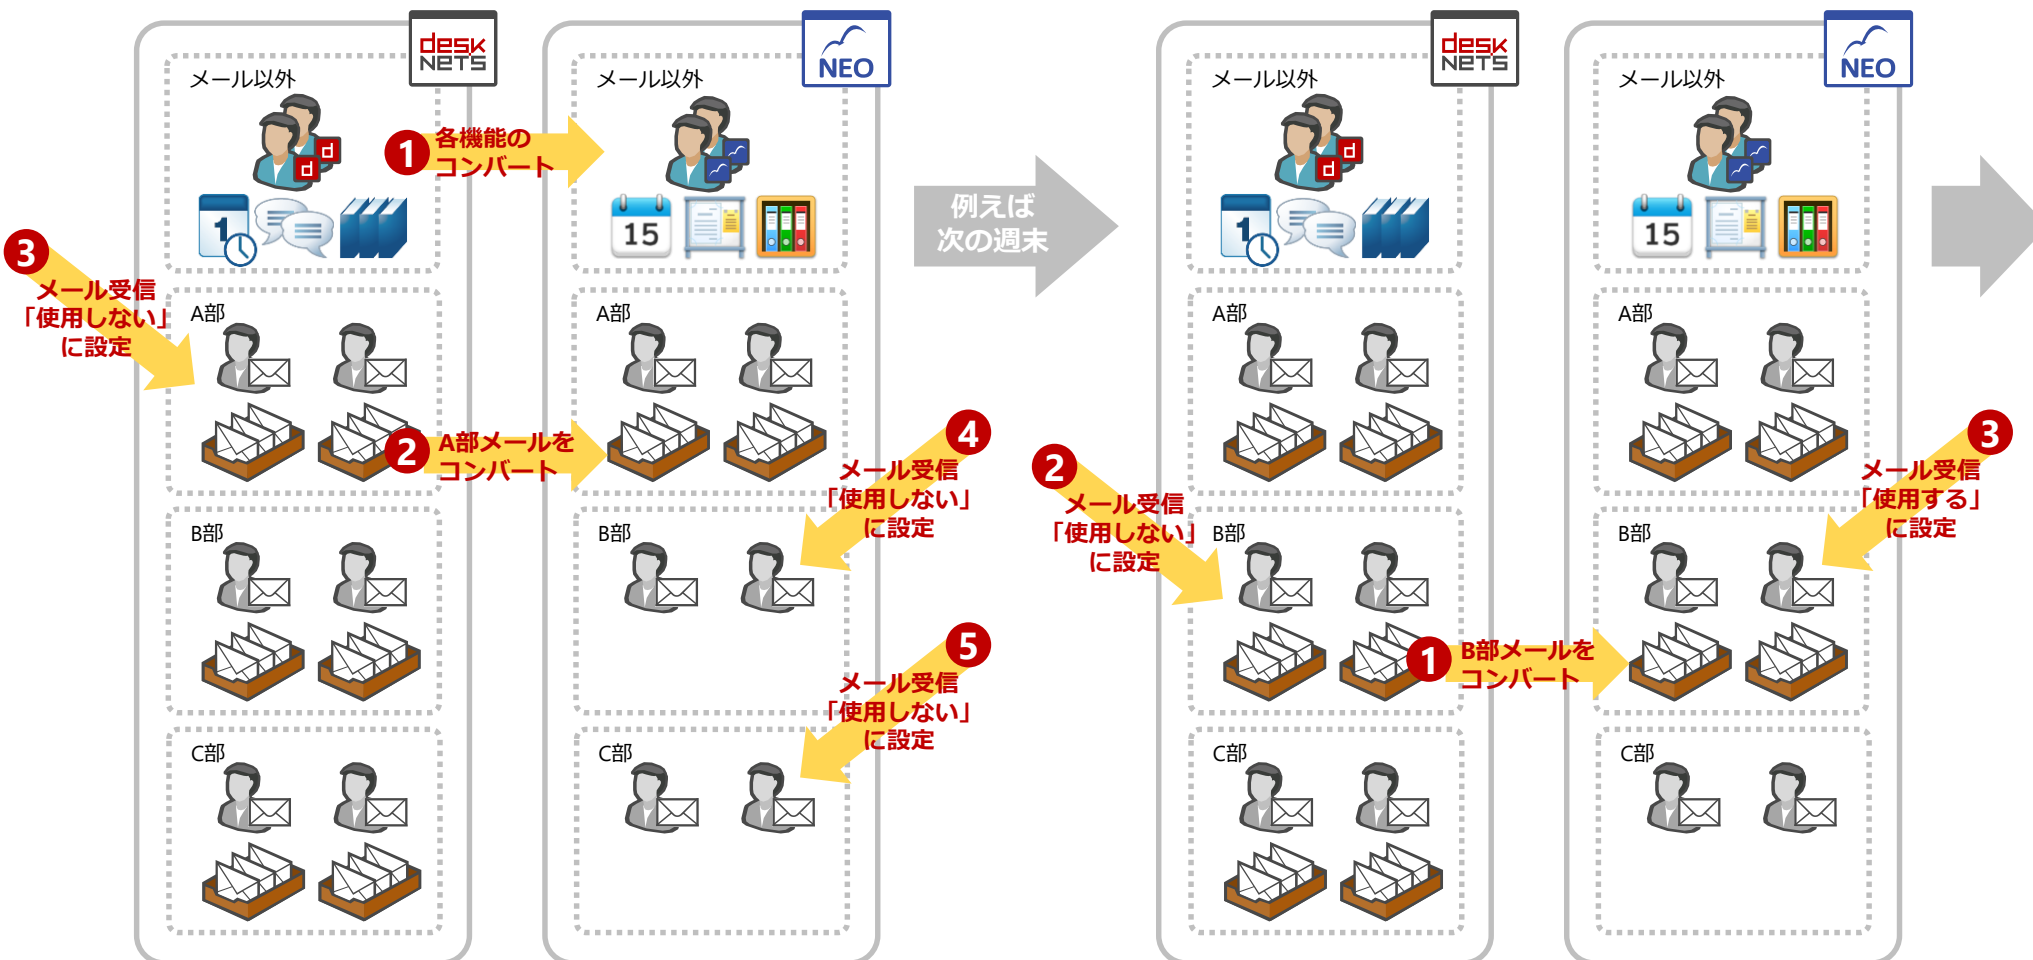 desk
NETS
メール以外
1
各機能の
コンバート
3
メール受信
「使用しない」
に設定
A部
2
A部メールを
コンバート
B部
C部
NEO
メール以外
15
A部
4
メール受信
「使用しない」
に設定
B部
5
メール受信
「使用しない」
に設定
C部
例えば
次の週末
desk
NETS
メール以外
1
A部
2
メール受信
「使用しない」
に設定
B部
1
B部メールを
コンバート
C部
NEO
メール以外
15
A部
3
メール受信
「使用する」
に設定
B部
C部